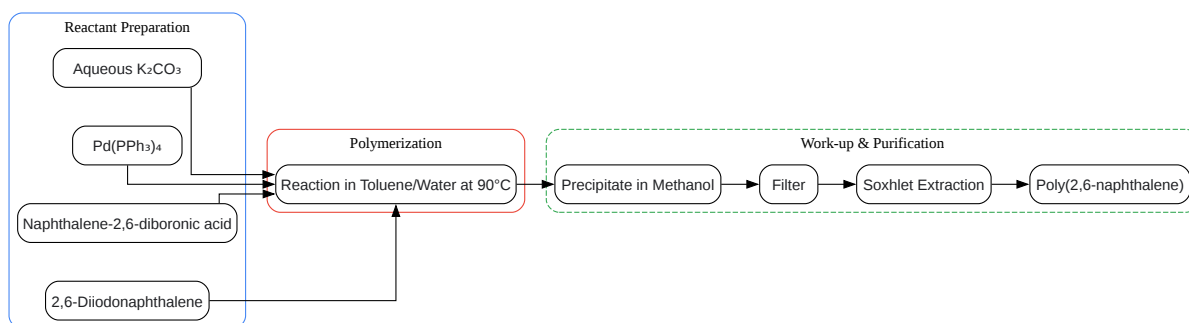 Reactant Preparation
Aqueous K₂CO₃
Pd(PPh₃)₄
Naphthalene-2,6-diboronic acid
2,6-Diiodonaphthalene
Polymerization
Reaction in Toluene/Water at 90°C
Work-up & Purification
Precipitate in Methanol
Filter
Soxhlet Extraction
Poly(2,6-naphthalene)